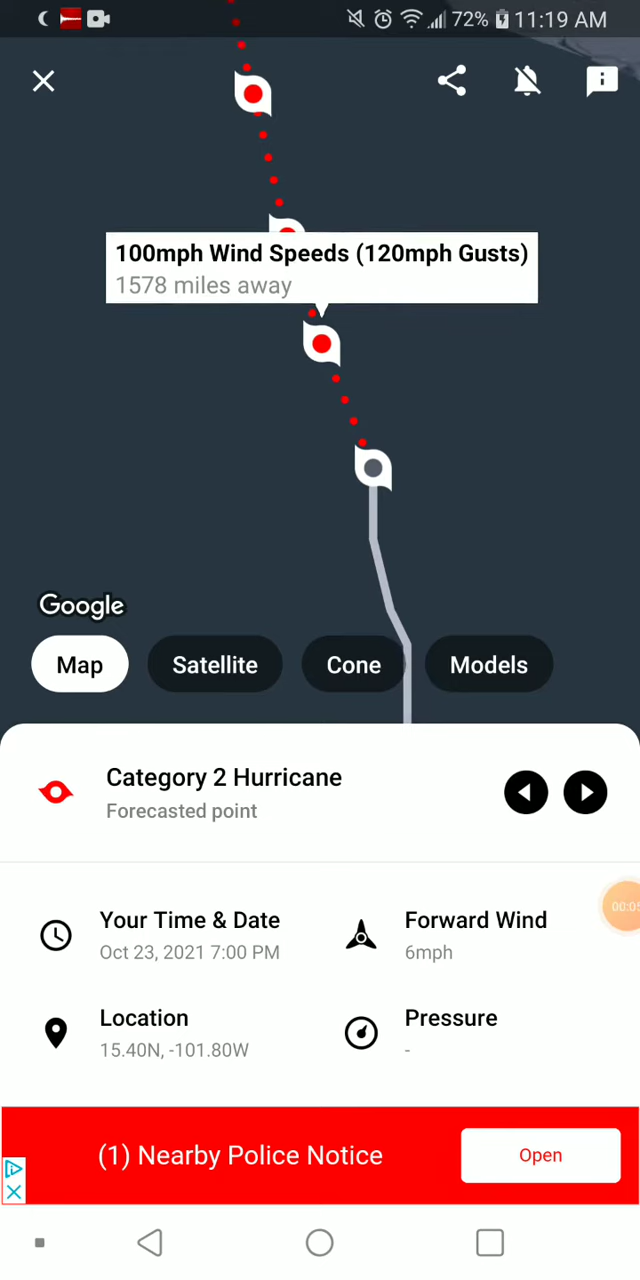 72% 11:19 AM
100mph Wind Speeds (120mph Gusts)
1578 miles away
Google
Map Satellite Cone Models
Category 2 Hurricane
Forecasted point
Your Time & Date
Oct 23, 2021 7:00 PM
Forward Wind
6mph
Location
15.40N, -101.80W
Pressure
-
(1) Nearby Police Notice
Open